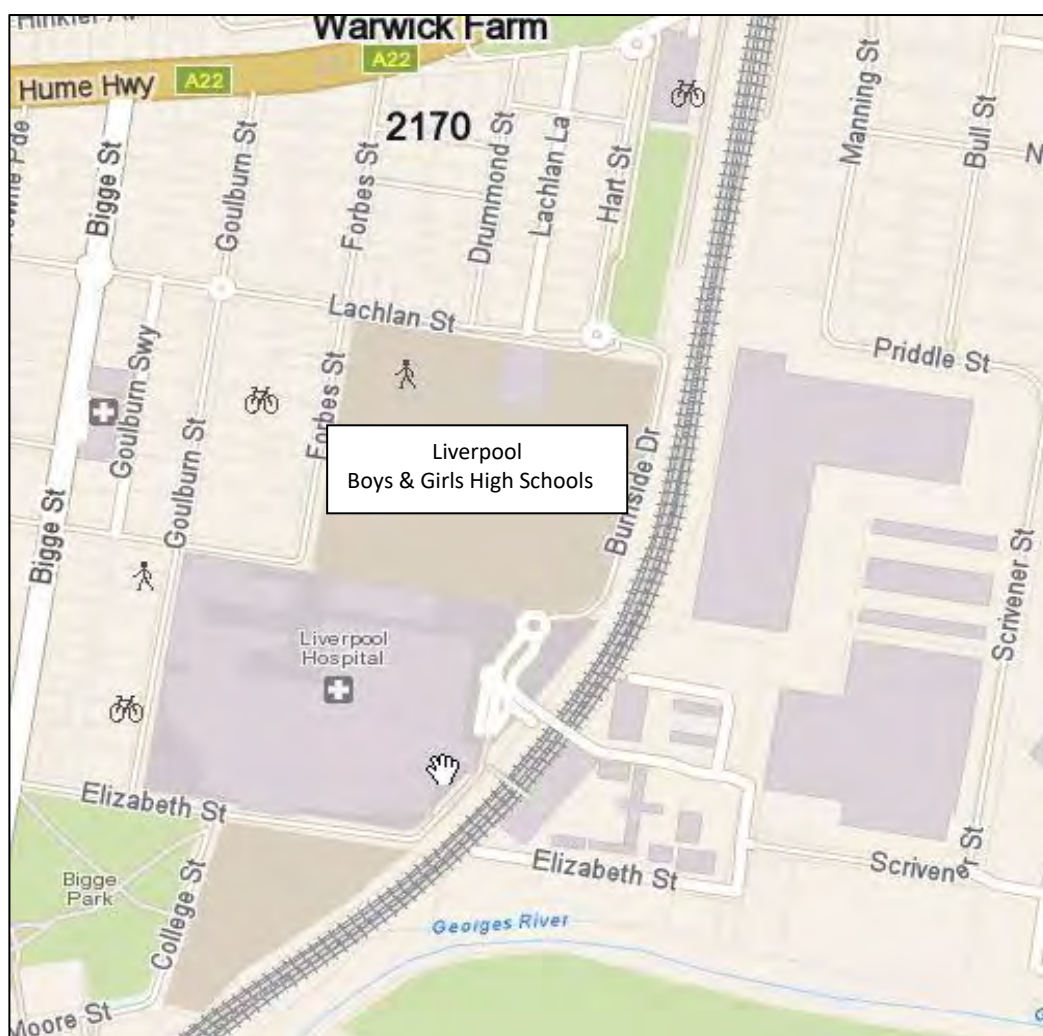 Warwick Farm
A22
Hume Hwy
A22
2170
Manning St
Bull St
Bigge St
Goulburn St
Forbes St
Drummond St
Lachlan La
Hart St
Lachlan St
Priddle St
Goulburn Swy
Forbes St
Liverpool
Boys & Girls High Schools
Burnside Dr
Goulburn St
Bigge St
Scrivener St
Liverpool
Hospital
Elizabeth St
Elizabeth St
Scrivener St
Bigge
Park
College St
Georges River
Moore St